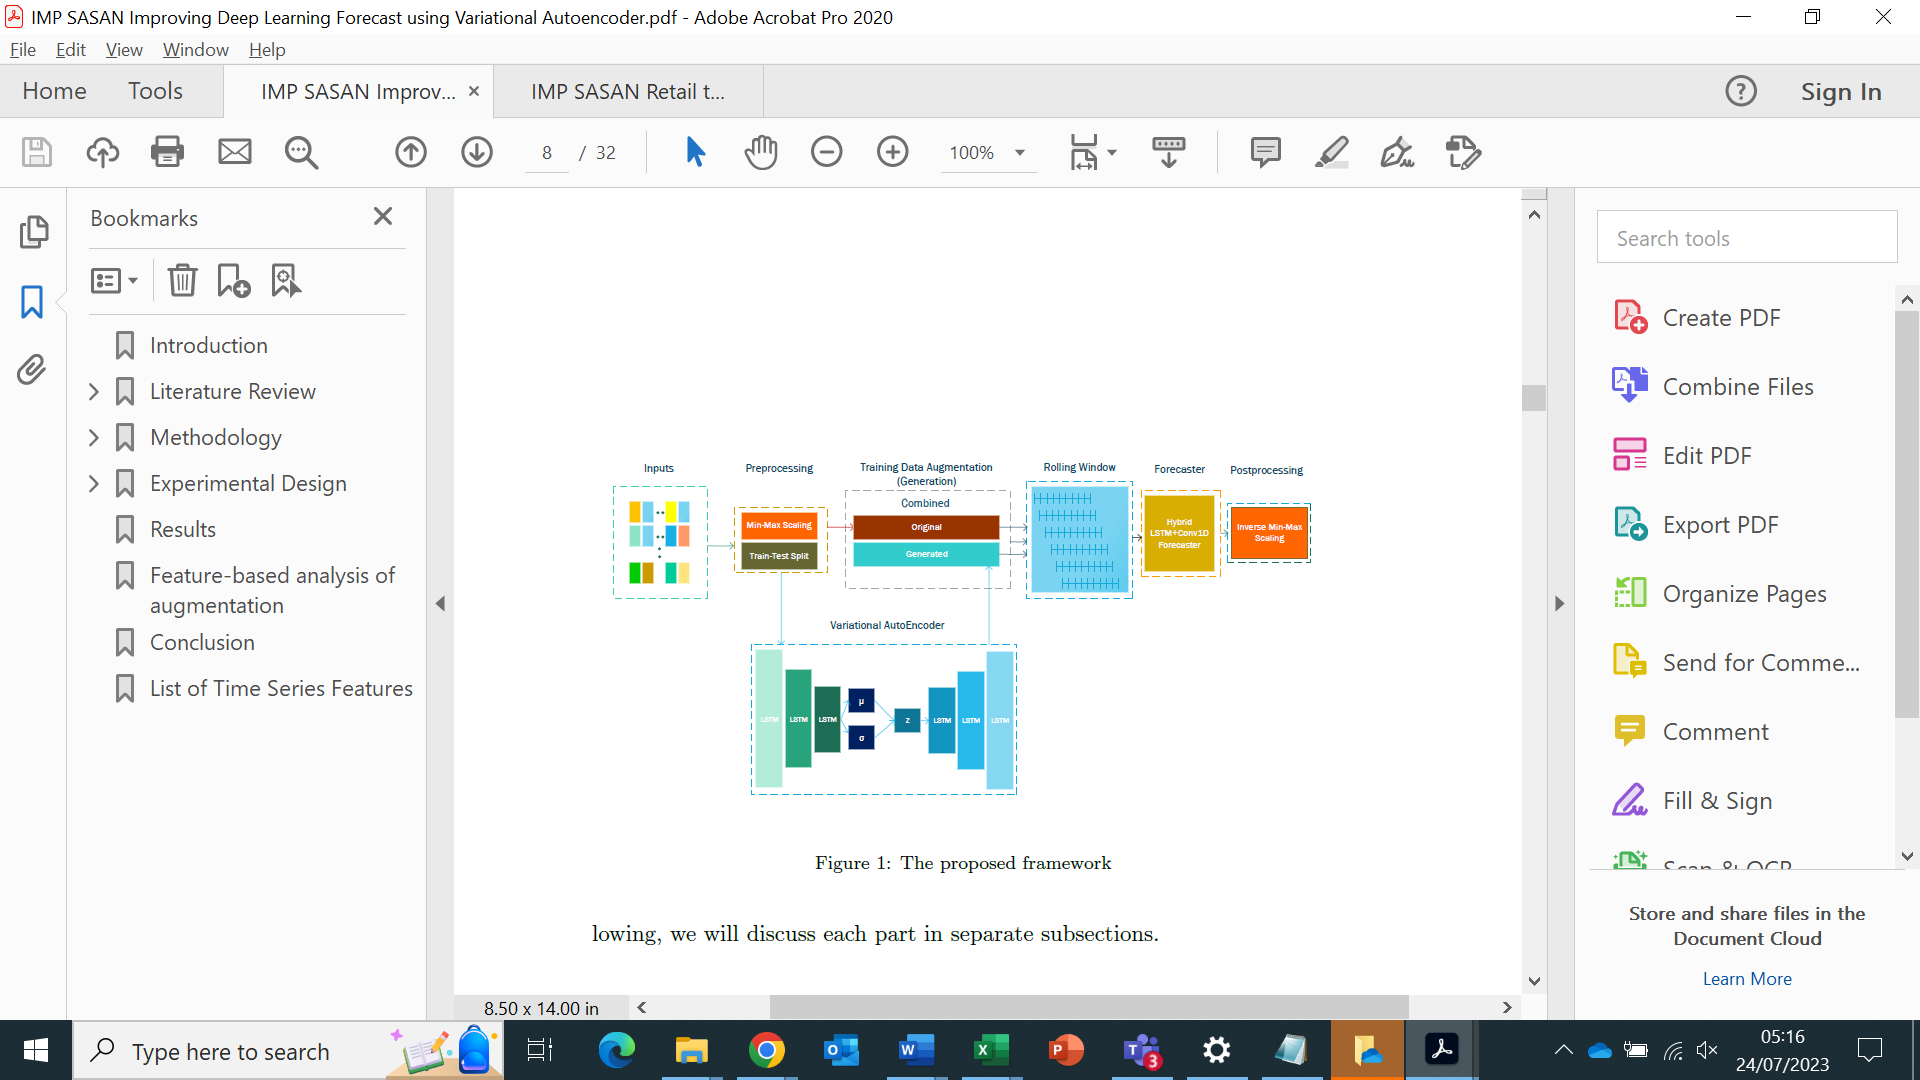 IMP SASAN Improving Deep Learning Forecast using Variational Autoencoder.pdf - Adobe Acrobat Pro 2020
File Edit View Window Help
Home Tools IMP SASAN Improv... × IMP SASAN Retail t... Sign In
8 / 32 100%
Bookmarks
Introduction
Literature Review
Methodology
Experimental Design
Results
Feature-based analysis of
augmentation
Conclusion
List of Time Series Features
Inputs
Preprocessing
Min-Max Scaling
Train-Test Split
Training Data Augmentation
(Generation)
Combined
Original
Generated
Rolling Window
Forecaster
Hybrid
LSTM+Conv1D
Forecaster
Postprocessing
Inverse Min-Max
Scaling
Variational AutoEncoder
LSTM LSTM LSTM μ σ z LSTM LSTM LSTM
Figure 1: The proposed framework
lowing, we will discuss each part in separate subsections.
8.50 x 14.00 in
Search tools
Create PDF
Combine Files
Edit PDF
Export PDF
Organize Pages
Send for Comme...
Comment
Fill & Sign
Scan & OCR
Store and share files in the
Document Cloud
Learn More
Type here to search
3
05:16
24/07/2023